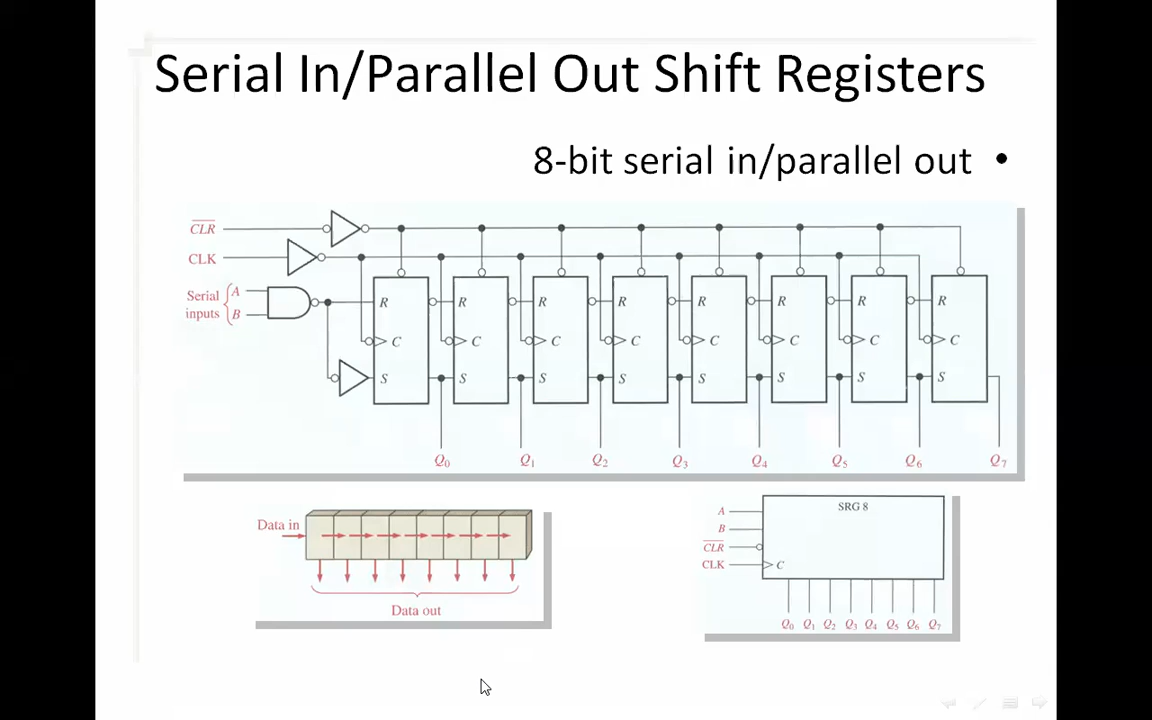 Serial In/Parallel Out Shift Registers
8-bit serial in/parallel out •
CLR
CLK
Serial inputs
A
B
R R R R R R R R
C C C C C C C C
S S S S S S S S
Q0 Q1 Q2 Q3 Q4 Q5 Q6 Q7
Data in
Data out
SRG 8
A
B
CLR
CLK
C
Q0 Q1 Q2 Q3 Q4 Q5 Q6 Q7